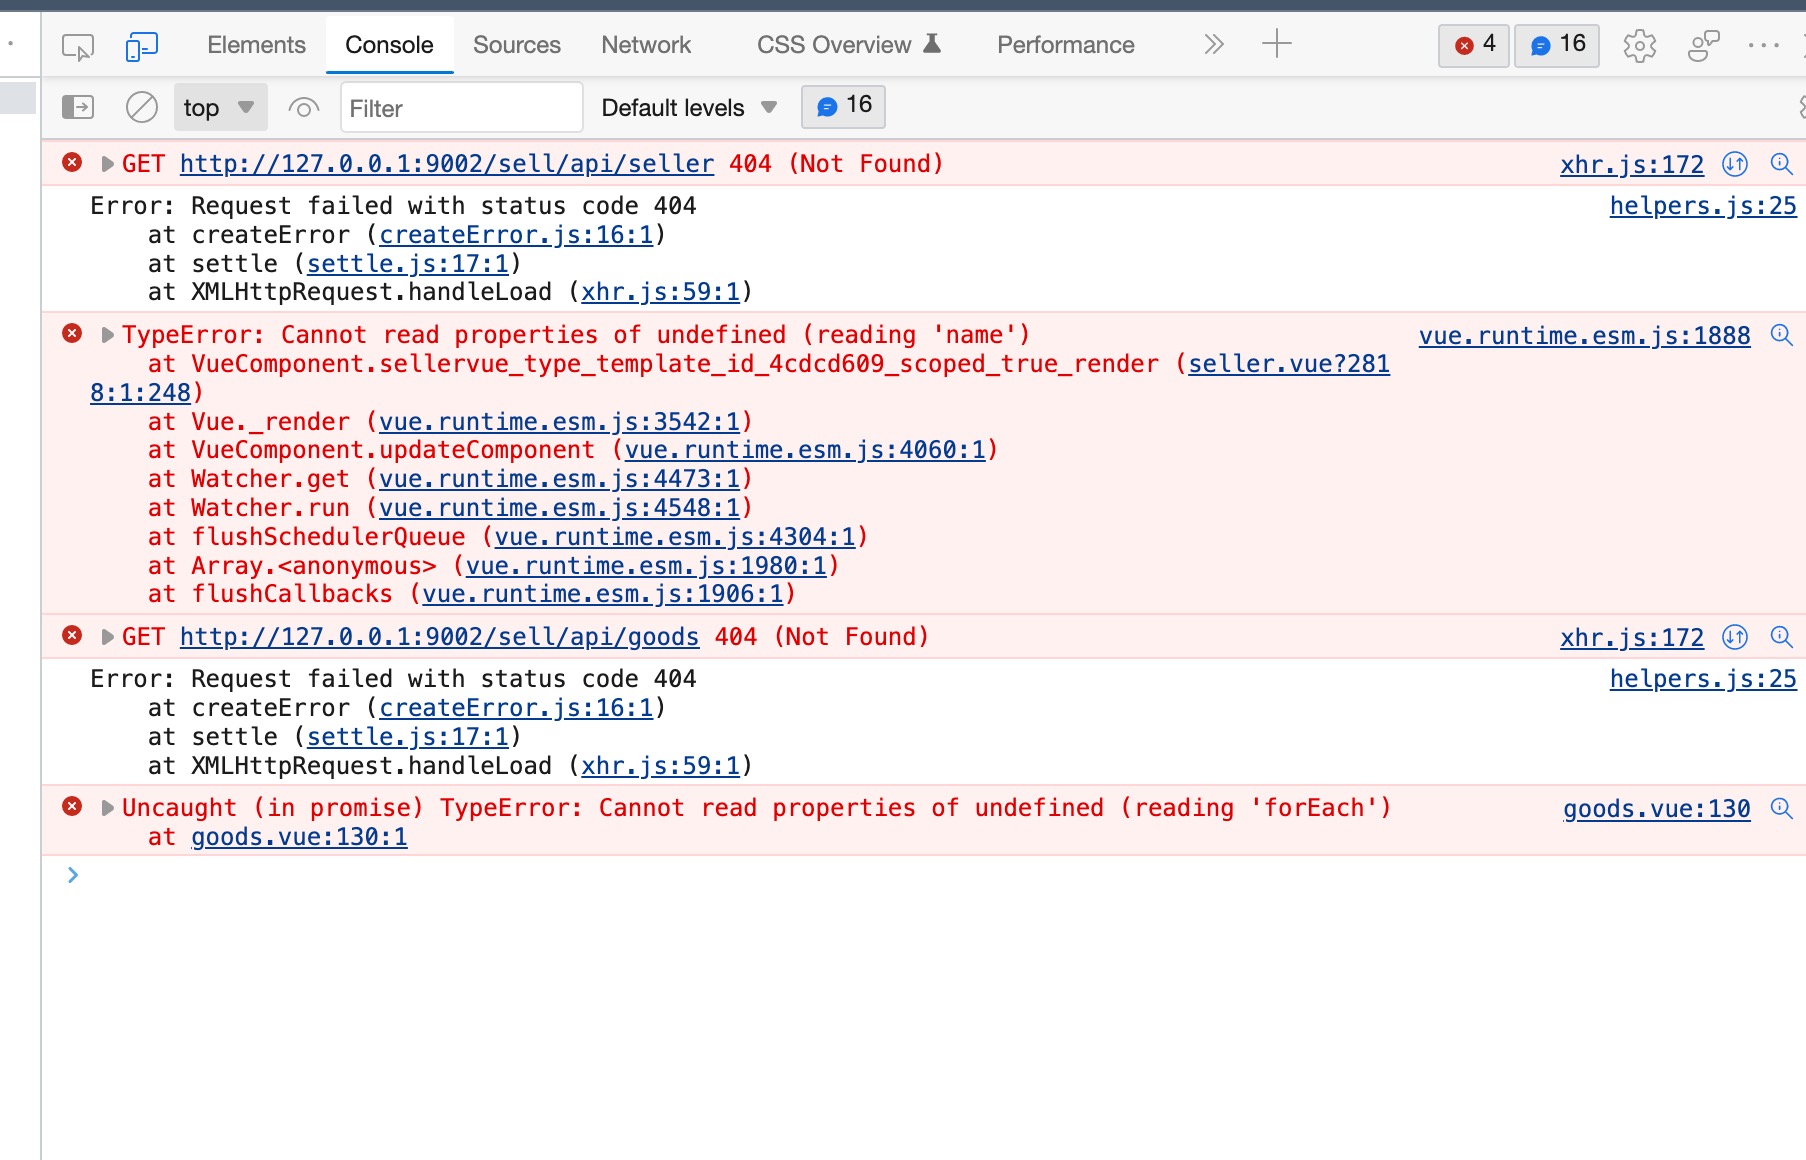 Elements Console Sources Network CSS Overview Performance 4 16
top Filter Default levels 16
GET http://127.0.0.1:9002/sell/api/seller 404 (Not Found) xhr.js:172
Error: Request failed with status code 404 helpers.js:25
at createError (createError.js:16:1)
at settle (settle.js:17:1)
at XMLHttpRequest.handleLoad (xhr.js:59:1)
TypeError: Cannot read properties of undefined (reading 'name') vue.runtime.esm.js:1888
at VueComponent.sellervue_type_template_id_4cdcd609_scoped_true_render (seller.vue?281
8:1:248)
at Vue._render (vue.runtime.esm.js:3542:1)
at VueComponent.updateComponent (vue.runtime.esm.js:4060:1)
at Watcher.get (vue.runtime.esm.js:4473:1)
at Watcher.run (vue.runtime.esm.js:4548:1)
at flushSchedulerQueue (vue.runtime.esm.js:4304:1)
at Array.<anonymous> (vue.runtime.esm.js:1980:1)
at flushCallbacks (vue.runtime.esm.js:1906:1)
GET http://127.0.0.1:9002/sell/api/goods 404 (Not Found) xhr.js:172
Error: Request failed with status code 404 helpers.js:25
at createError (createError.js:16:1)
at settle (settle.js:17:1)
at XMLHttpRequest.handleLoad (xhr.js:59:1)
Uncaught (in promise) TypeError: Cannot read properties of undefined (reading 'forEach') goods.vue:130
at goods.vue:130:1